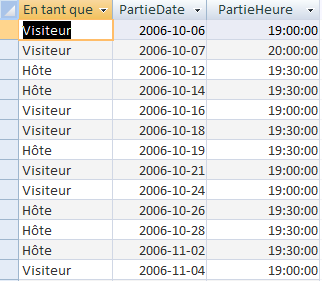 En tant que PartieDate PartieHeure
Visiteur 2006-10-06 19:00:00
Visiteur 2006-10-07 20:00:00
Hôte 2006-10-12 19:30:00
Hôte 2006-10-14 19:30:00
Visiteur 2006-10-16 19:00:00
Visiteur 2006-10-18 19:30:00
Hôte 2006-10-19 19:30:00
Visiteur 2006-10-21 19:00:00
Visiteur 2006-10-24 19:00:00
Hôte 2006-10-26 19:30:00
Hôte 2006-10-28 19:30:00
Hôte 2006-11-02 19:30:00
Visiteur 2006-11-04 19:00:00